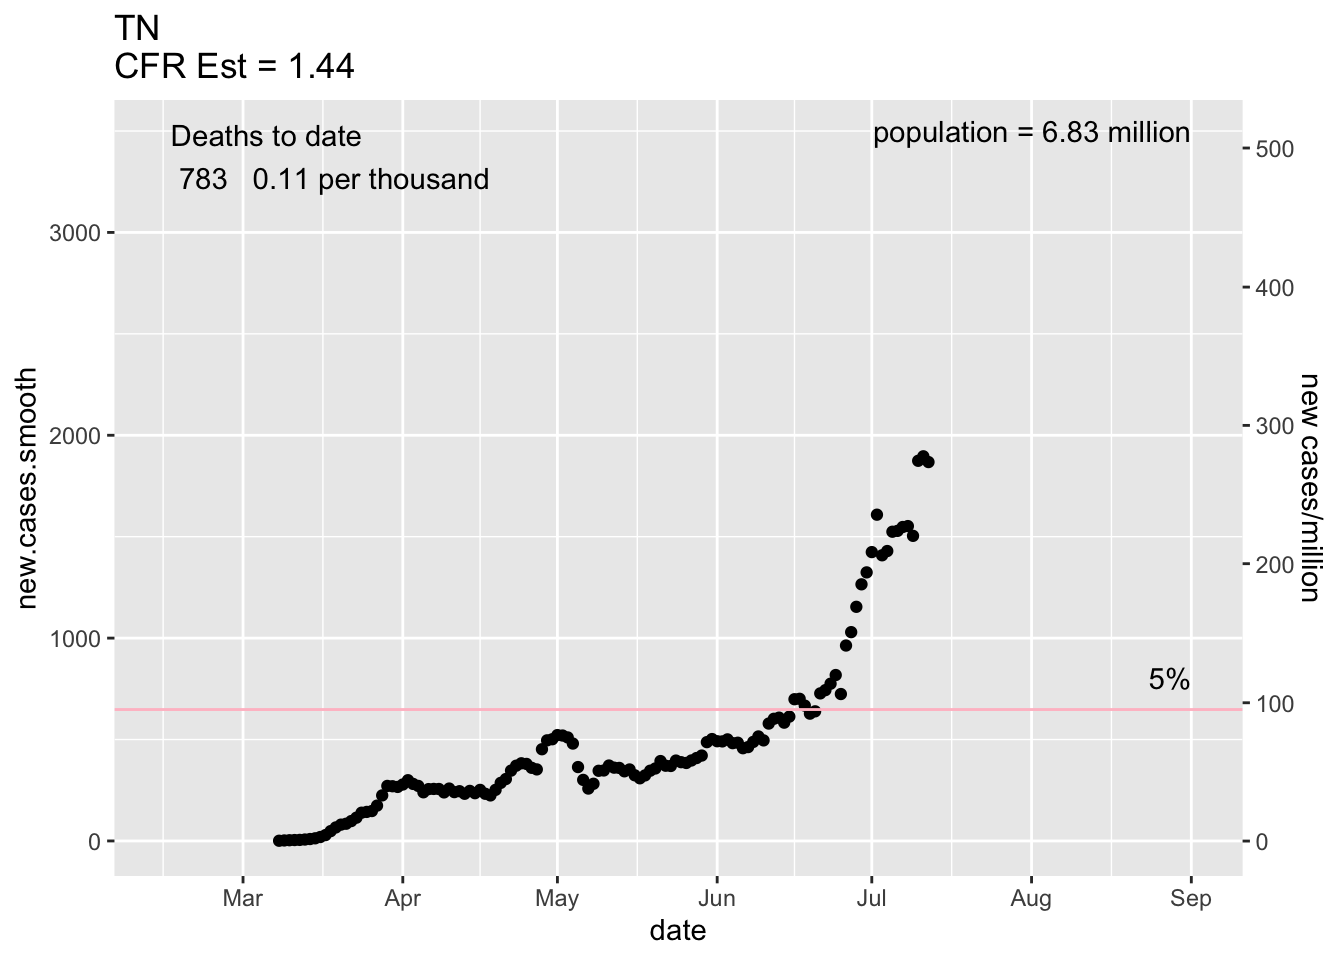 TN
CFR Est = 1.44
Deaths to date
population = 6.83 million
783 0.11 per thousand
500
3000
400
new.cases.smooth
new cases/million
2000
300
200
1000
5%
100
0
0
Mar Apr May Jun Jul Aug Sep
date